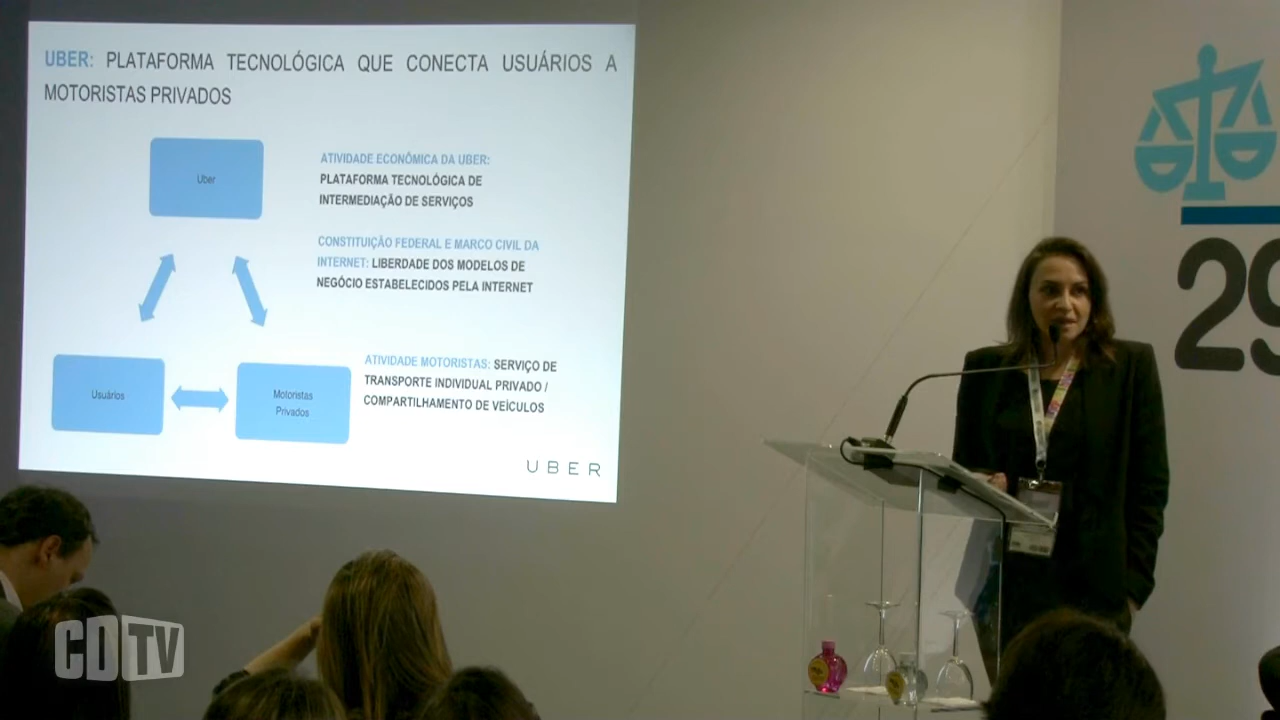 UBER: PLATAFORMA TECNOLÓGICA QUE CONECTA USUÁRIOS A
MOTORISTAS PRIVADOS
Uber
ATIVIDADE ECONÔMICA DA UBER:
PLATAFORMA TECNOLÓGICA DE
INTERMEDIAÇÃO DE SERVIÇOS
CONSTITUIÇÃO FEDERAL E MARCO CIVIL DA
INTERNET: LIBERDADE DOS MODELOS DE
NEGÓCIO ESTABELECIDOS PELA INTERNET
Usuários
Motoristas
Privados
ATIVIDADE MOTORISTAS: SERVIÇO DE
TRANSPORTE INDIVIDUAL PRIVADO /
COMPARTILHAMENTO DE VEÍCULOS
UBER
29
CDTV